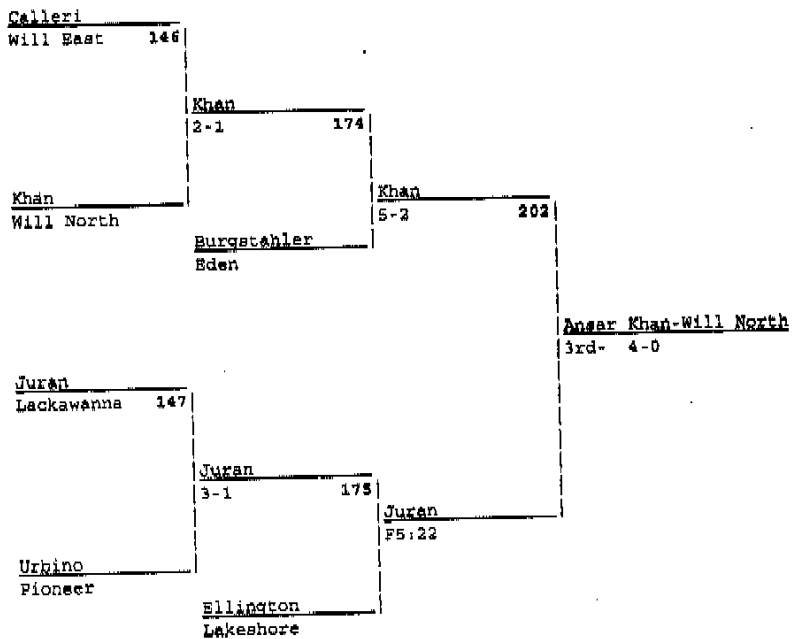 Calleri
Will East 146
Khan
2-1 174
Khan
Will North
Khan
5-2 202
Burgstahler
Eden
Ansar Khan-Will North
3rd- 4-0
Juran
Lackawanna 147
Juran
3-1 175
Juran
F5:22
Urbino
Pioneer
Ellington
Lakeshore